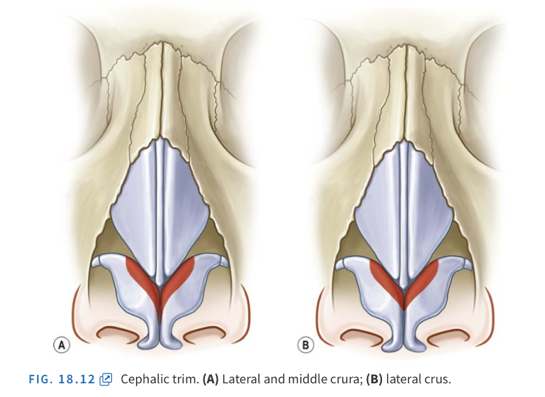 A
B
FIG. 18.12 Cephalic trim. (A) Lateral and middle crura; (B) lateral crus.